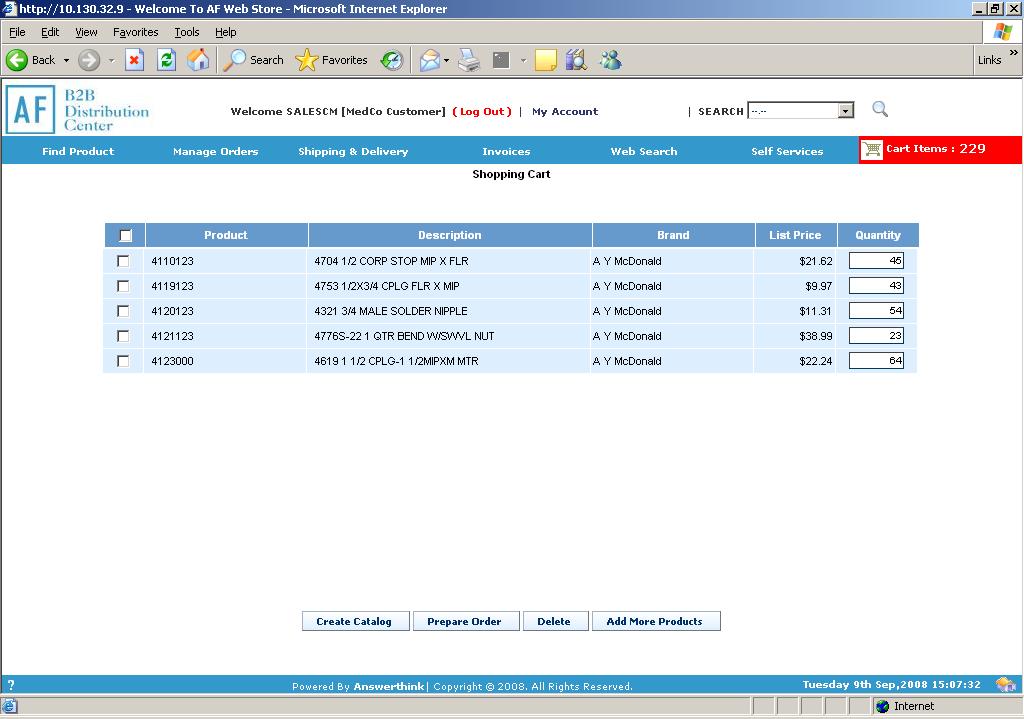 http://10.130.32.9 - Welcome To AF Web Store - Microsoft Internet Explorer
File Edit View Favorites Tools Help
Back Search Favorites Links »
AF B2B Distribution Center
Welcome SALESCM [MedCo Customer] ( Log Out ) | My Account | SEARCH --.--
Find Product Manage Orders Shipping & Delivery Invoices Web Search Self Services Cart Items : 229
Shopping Cart
Product Description Brand List Price Quantity
4110123 4704 1/2 CORP STOP MIP X FLR A Y McDonald $21.62 45
4119123 4753 1/2X3/4 CPLG FLR X MIP A Y McDonald $9.97 43
4120123 4321 3/4 MALE SOLDER NIPPLE A Y McDonald $11.31 54
4121123 4776S-22 1 QTR BEND W/SWVL NUT A Y McDonald $38.99 23
4123000 4619 1 1/2 CPLG-1 1/2MIPXM MTR A Y McDonald $22.24 64
Create Catalog Prepare Order Delete Add More Products
? Powered By Answerthink| Copyright © 2008. All Rights Reserved. Tuesday 9th Sep,2008 15:07:32
Internet